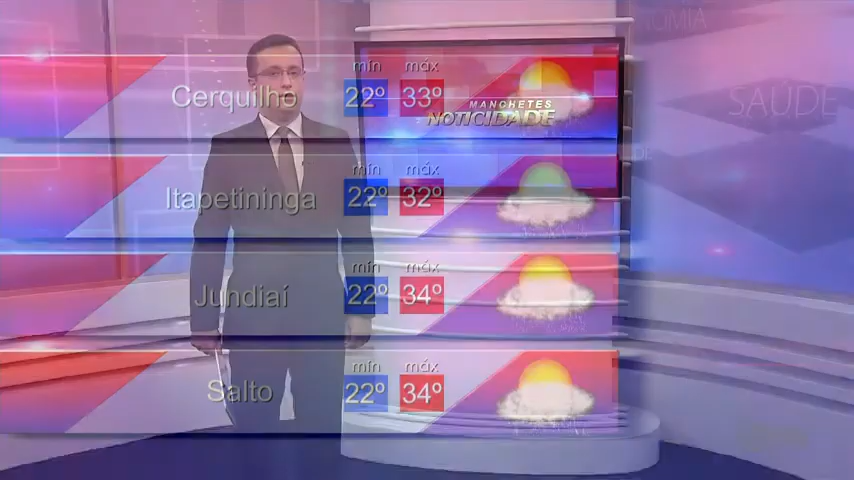 NOMIA
SAÚDE
mín máx
Cerquilho 22º 33º
MANCHETES
NOTICIDADE
mín máx
Itapetininga 22º 32º
mín máx
Jundiaí 22º 34º
mín máx
Salto 22º 34º